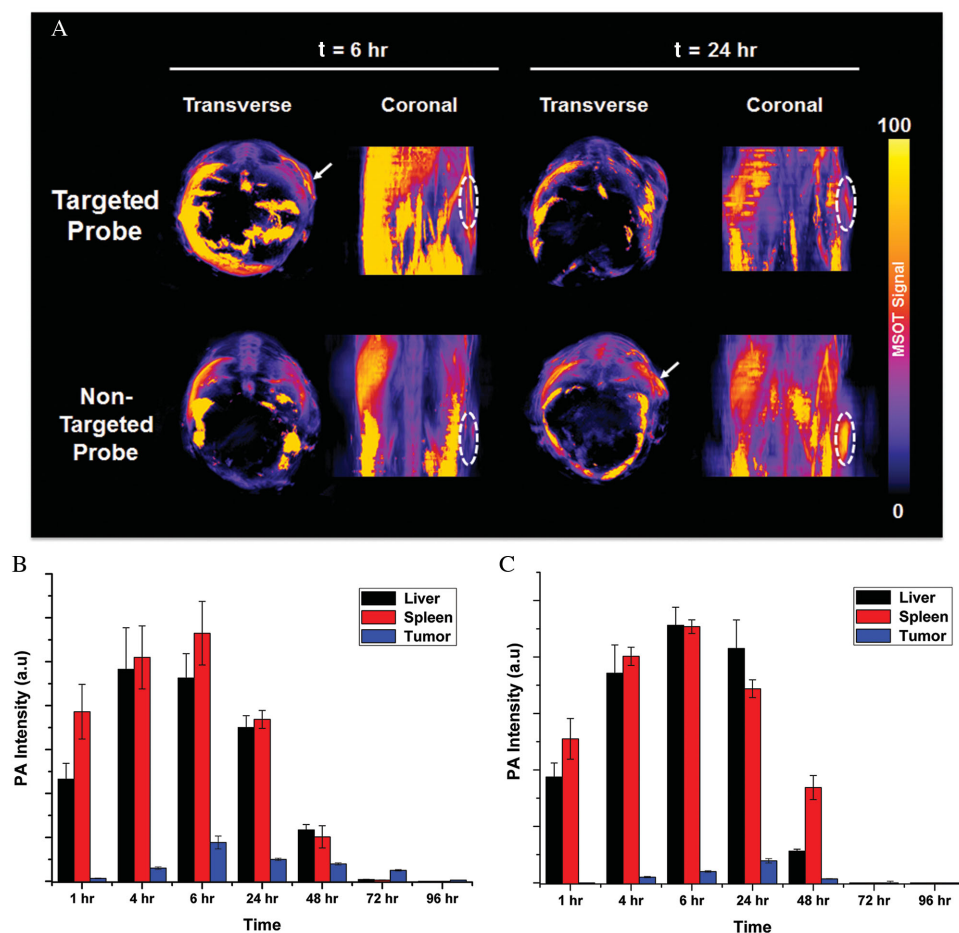 A
t = 6 hr
t = 24 hr
Transverse
Coronal
Transverse
Coronal
Targeted
Probe
Non-
Targeted
Probe
100
MSOT Signal
0
B
Liver
Spleen
Tumor
PA Intensity (a.u)
1 hr
4 hr
6 hr
24 hr
48 hr
72 hr
96 hr
Time
C
Liver
Spleen
Tumor
PA Intensity (a.u)
1 hr
4 hr
6 hr
24 hr
48 hr
72 hr
96 hr
Time